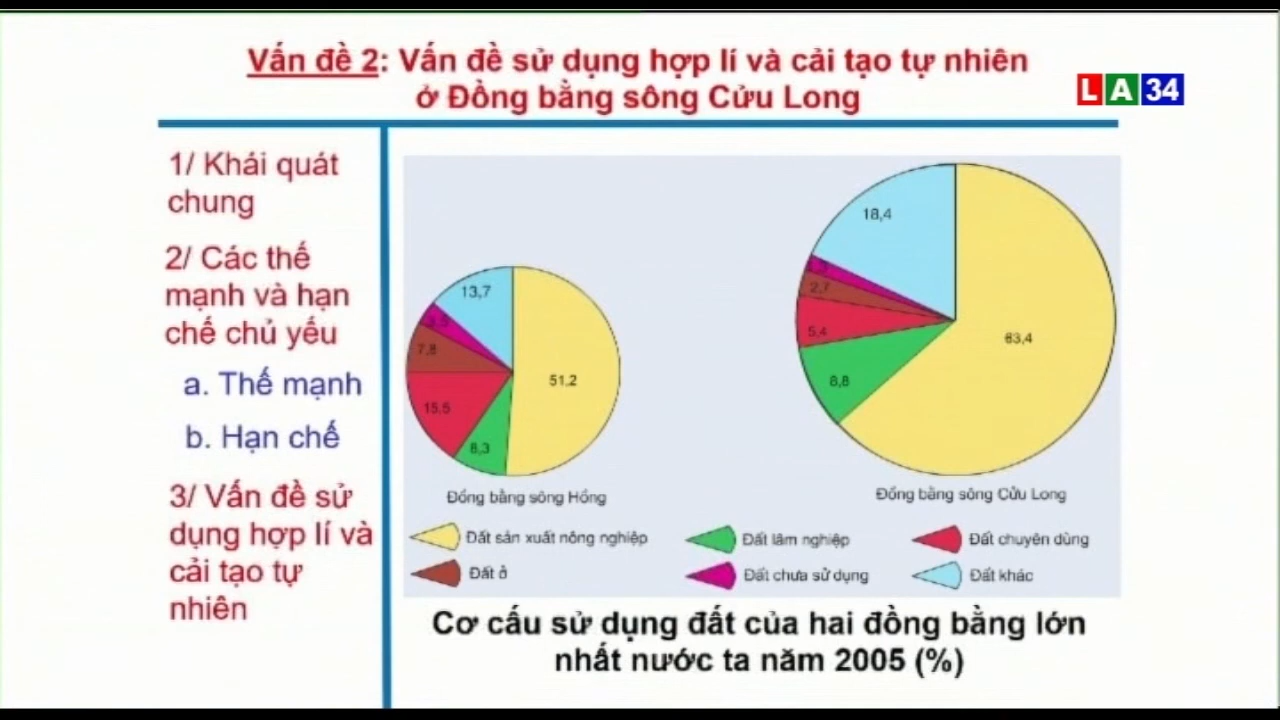 Vấn đề 2: Vấn đề sử dụng hợp lí và cải tạo tự nhiên
ở Đồng bằng sông Cửu Long
LA34
1/ Khái quát
chung
2/ Các thế
mạnh và hạn
chế chủ yếu
a. Thế mạnh
b. Hạn chế
3/ Vấn đề sử
dụng hợp lí và
cải tạo tự
nhiên
13,7
7,8
51,2
15,5
8,3
Đồng bằng sông Hồng
18,4
2,7
5,4
63,4
8,8
Đồng bằng sông Cửu Long
Đất sản xuất nông nghiệp
Đất lâm nghiệp
Đất chuyên dùng
Đất ở
Đất chưa sử dụng
Đất khác
Cơ cấu sử dụng đất của hai đồng bằng lớn
nhất nước ta năm 2005 (%)